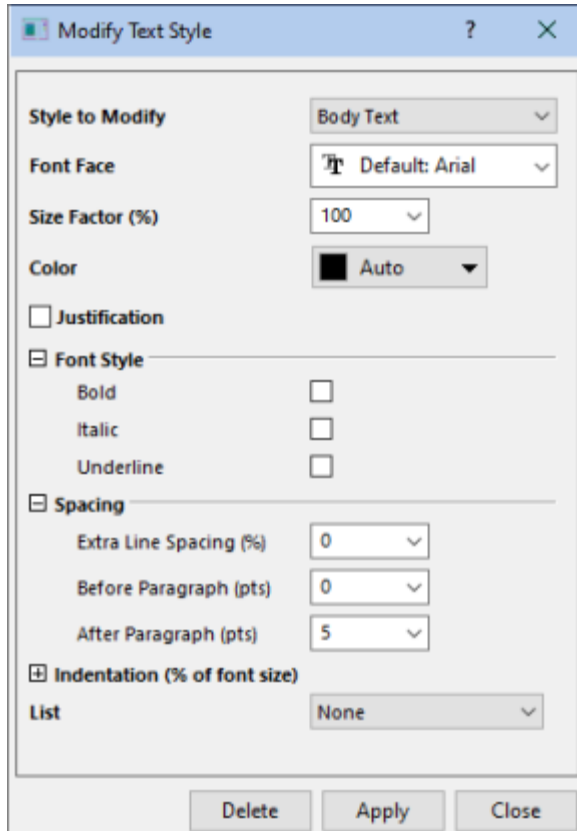 Modify Text Style ?
Style to Modify Body Text
Font Face Default: Arial
Size Factor (%) 100
Color Auto
Justification
Font Style
Bold
Italic
Underline
Spacing
Extra Line Spacing (%) 0
Before Paragraph (pts) 0
After Paragraph (pts) 5
Indentation (% of font size)
List None
Delete Apply Close